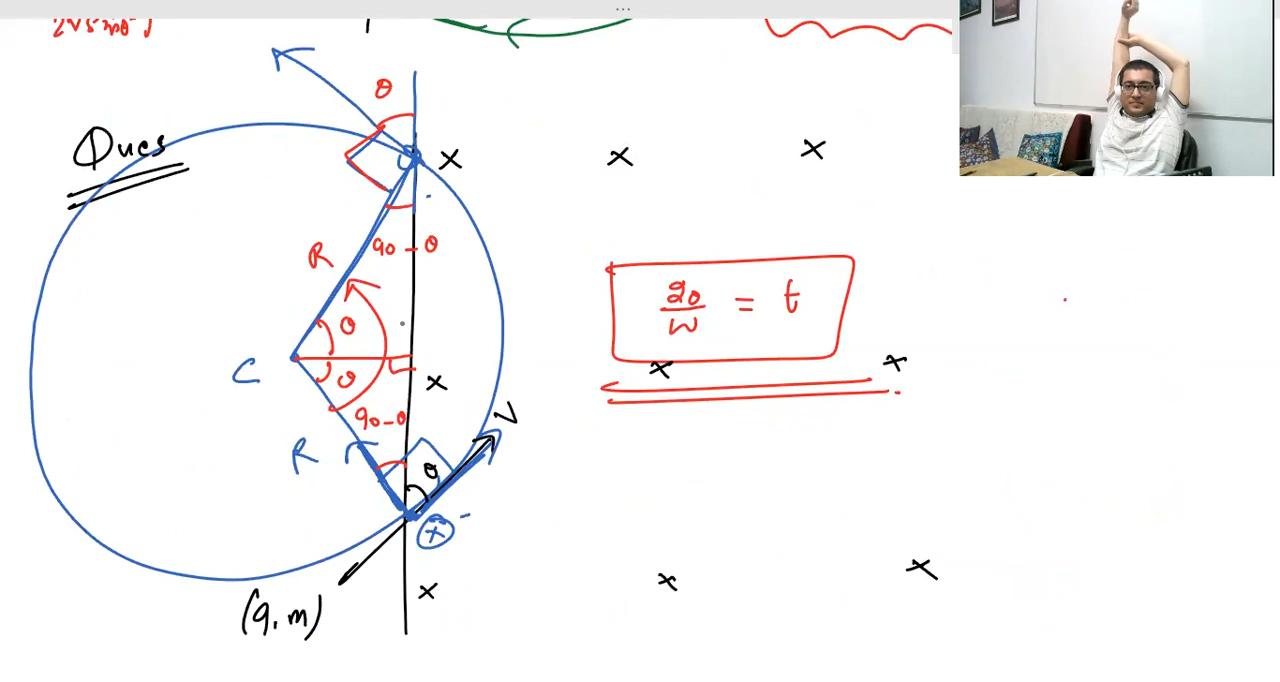 θ
Ques
x x x
R 90-θ
2θ/w = t
θ
C θ
x x x
90-θ
R θ V
x
(q, m) x x x